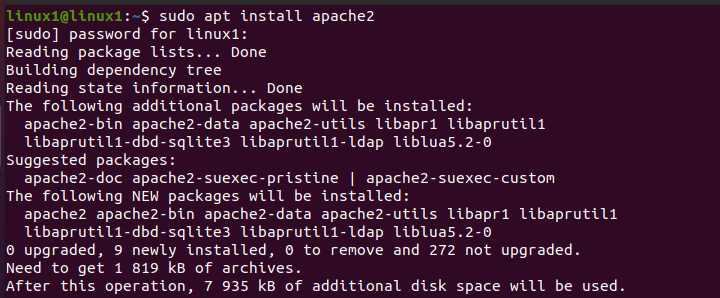 linux1@linux1:~$ sudo apt install apache2
[sudo] password for linux1:
Reading package lists... Done
Building dependency tree
Reading state information... Done
The following additional packages will be installed:
  apache2-bin apache2-data apache2-utils libapr1 libaprutil1
  libaprutil1-dbd-sqlite3 libaprutil1-ldap liblua5.2-0
Suggested packages:
  apache2-doc apache2-suexec-pristine | apache2-suexec-custom
The following NEW packages will be installed:
  apache2 apache2-bin apache2-data apache2-utils libapr1 libaprutil1
  libaprutil1-dbd-sqlite3 libaprutil1-ldap liblua5.2-0
0 upgraded, 9 newly installed, 0 to remove and 272 not upgraded.
Need to get 1 819 kB of archives.
After this operation, 7 935 kB of additional disk space will be used.